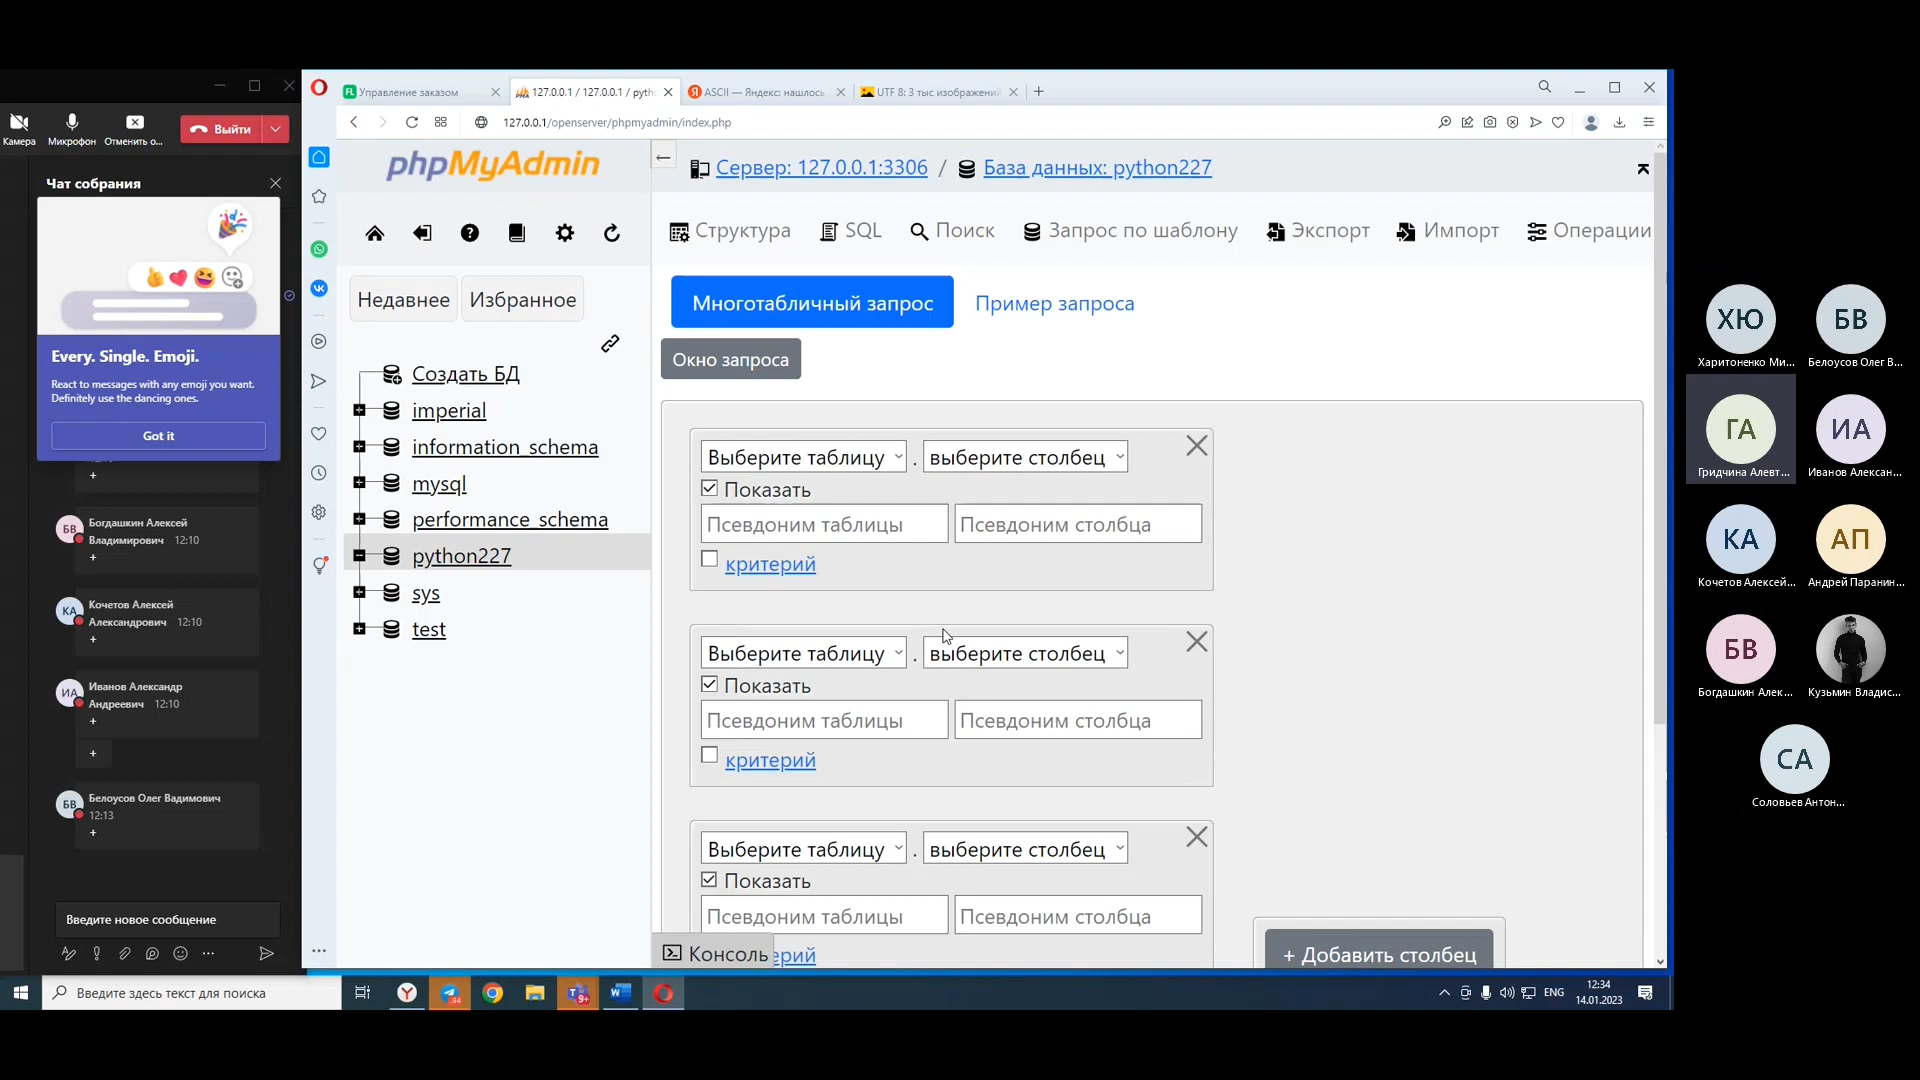 Камера
Микрофон
Отменить о...
Выйти
Чат собрания
Every. Single. Emoji.
React to messages with any emoji you want.
Definitely use the dancing ones.
Got it
+
БВ
Богдашкин Алексей
Владимирович 12:10
+
КА
Кочетов Алексей
Александрович 12:10
+
ИА
Иванов Александр
Андреевич 12:10
+
+
БВ
Белоусов Олег Вадимович
12:13
+
Введите новое сообщение
FL
Управление заказом
127.0.0.1 / 127.0.0.1 / pytho
ASCII — Яндекс: нашлось
UTF 8: 3 тыс изображений
127.0.0.1/openserver/phpmyadmin/index.php
phpMyAdmin
Недавнее
Избранное
Создать БД
imperial
information_schema
mysql
performance_schema
python227
sys
test
Сервер: 127.0.0.1:3306 / База данных: python227
Структура
SQL
Поиск
Запрос по шаблону
Экспорт
Импорт
Операции
Многотабличный запрос
Пример запроса
Окно запроса
Выберите таблицу . выберите столбец
Показать
Псевдоним таблицы
Псевдоним столбца
критерий
Выберите таблицу . выберите столбец
Показать
Псевдоним таблицы
Псевдоним столбца
критерий
Выберите таблицу . выберите столбец
Показать
Псевдоним таблицы
Псевдоним столбца
ерий
Консоль
+ Добавить столбец
Введите здесь текст для поиска
94
9+
ENG
12:34
14.01.2023
ХЮ
Харитоненко Ми...
БВ
Белоусов Олег В...
ГА
Гридчина Алевт...
ИА
Иванов Алексан...
КА
Кочетов Алексей...
АП
Андрей Паранин...
БВ
Богдашкин Алек...
Кузьмин Владис...
СА
Соловьев Антон...